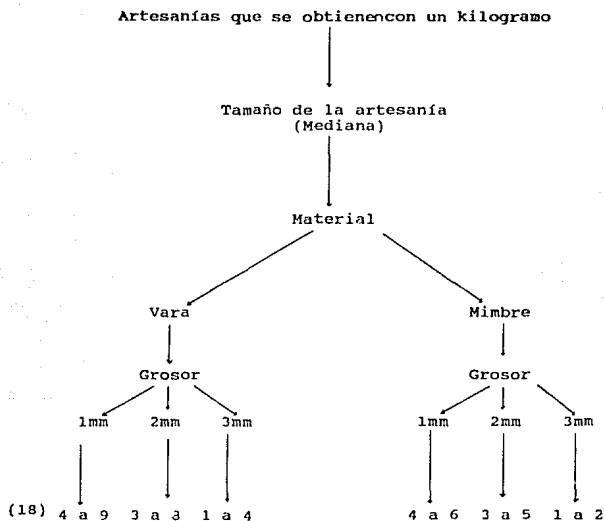 Artesanías que se obtienencon un kilogramo
Tamaño de la artesanía
(Mediana)
Material
Vara Mimbre
Grosor Grosor
1mm 2mm 3mm 1mm 2mm 3mm
(18) 4 a 9 3 a 8 1 a 4 4 a 6 3 a 5 1 a 2